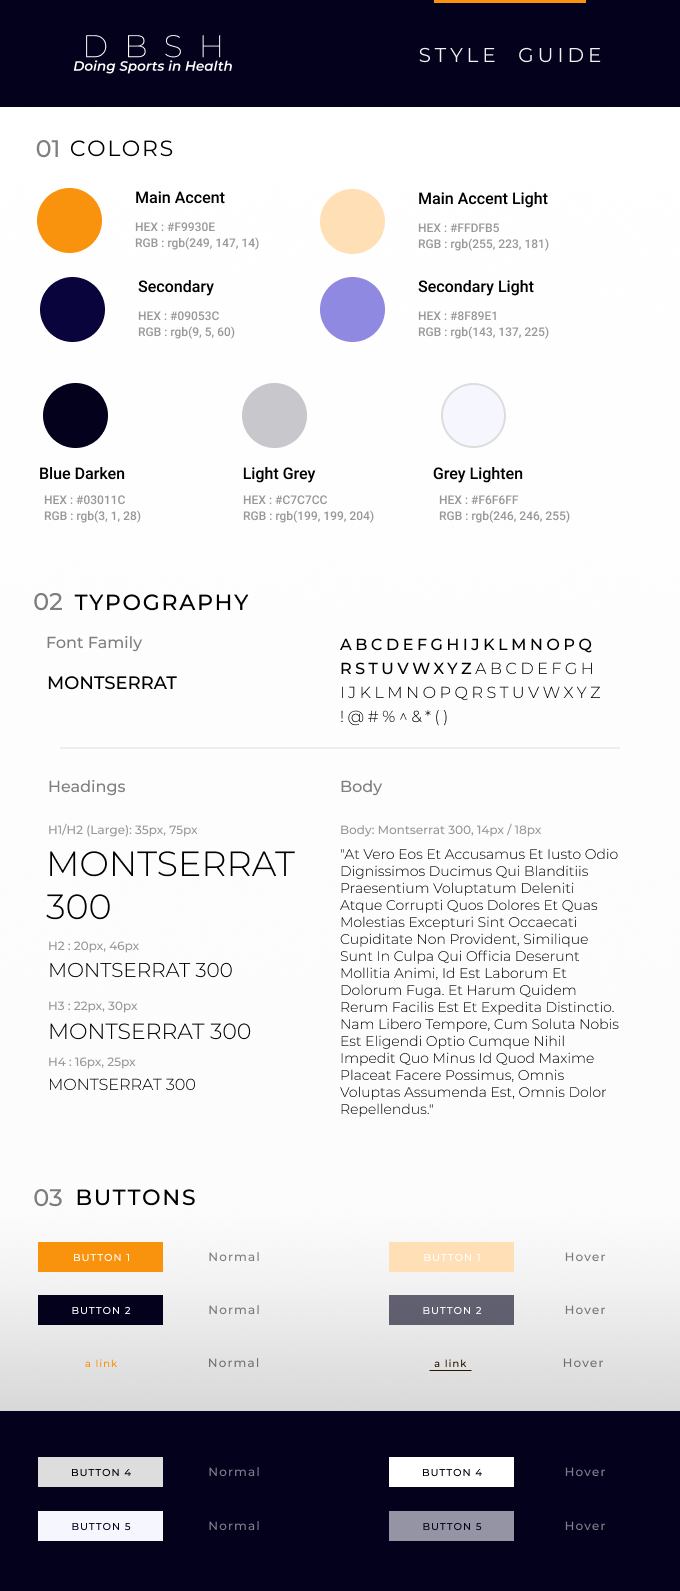 DBSH
Doing Sports in Health
STYLE GUIDE
01 COLORS
Main Accent
HEX : #F9930E
RGB : rgb(249, 147, 14)
Main Accent Light
HEX : #FFDFB5
RGB : rgb(255, 223, 181)
Secondary
HEX : #09053C
RGB : rgb(9, 5, 60)
Secondary Light
HEX : #8F89E1
RGB : rgb(143, 137, 225)
Blue Darken
HEX : #03011C
RGB : rgb(3, 1, 28)
Light Grey
HEX : #C7C7CC
RGB : rgb(199, 199, 204)
Grey Lighten
HEX : #F6F6FF
RGB : rgb(246, 246, 255)
02 TYPOGRAPHY
Font Family
MONTSERRAT
ABCDEFGHIJKLMNOPQ
RSTUVWXYZABCDEFGH
IJKLMNOPQRSTUVWXYZ
!@#%^&*()
Headings
H1/H2 (Large): 35px, 75px
MONTSERRAT
300
H2 : 20px, 46px
MONTSERRAT 300
H3 : 22px, 30px
MONTSERRAT 300
H4 : 16px, 25px
MONTSERRAT 300
Body
Body: Montserrat 300, 14px / 18px
"At Vero Eos Et Accusamus Et Iusto Odio
Dignissimos Ducimus Qui Blanditiis
Praesentium Voluptatum Deleniti
Atque Corrupti Quos Dolores Et Quas
Molestias Excepturi Sint Occaecati
Cupiditate Non Provident, Similique
Sunt In Culpa Qui Officia Deserunt
Mollitia Animi, Id Est Laborum Et
Dolorum Fuga. Et Harum Quidem
Rerum Facilis Est Et Expedita Distinctio.
Nam Libero Tempore, Cum Soluta Nobis
Est Eligendi Optio Cumque Nihil
Impedit Quo Minus Id Quod Maxime
Placeat Facere Possimus, Omnis
Voluptas Assumenda Est, Omnis Dolor
Repellendus."
03 BUTTONS
BUTTON 1 Normal BUTTON 1 Hover
BUTTON 2 Normal BUTTON 2 Hover
a link Normal a link Hover
BUTTON 4 Normal BUTTON 4 Hover
BUTTON 5 Normal BUTTON 5 Hover